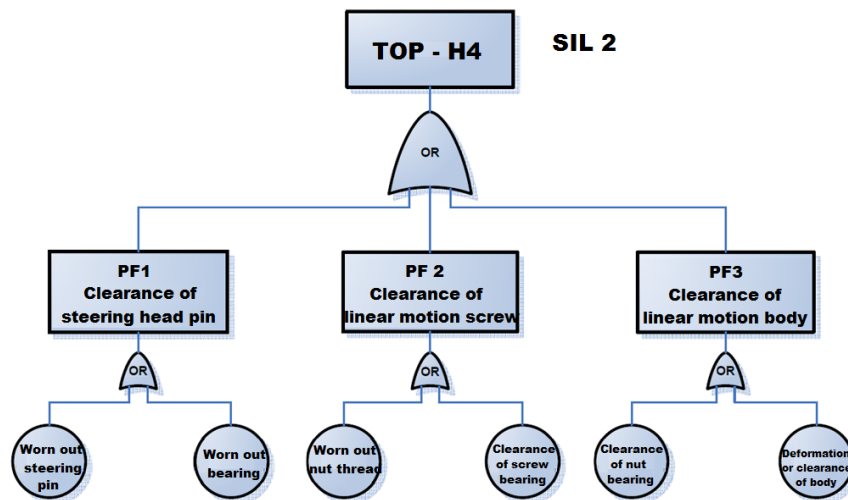 TOP - H4
SIL 2
OR
PF1
Clearance of
steering head pin
PF 2
Clearance of
linear motion screw
PF3
Clearance of
linear motion body
OR
OR
OR
Worn out
steering
pin
Worn out
bearing
Worn out
nut thread
Clearance
of screw
bearing
Clearance
of nut
bearing
Deformation
or clearance
of body